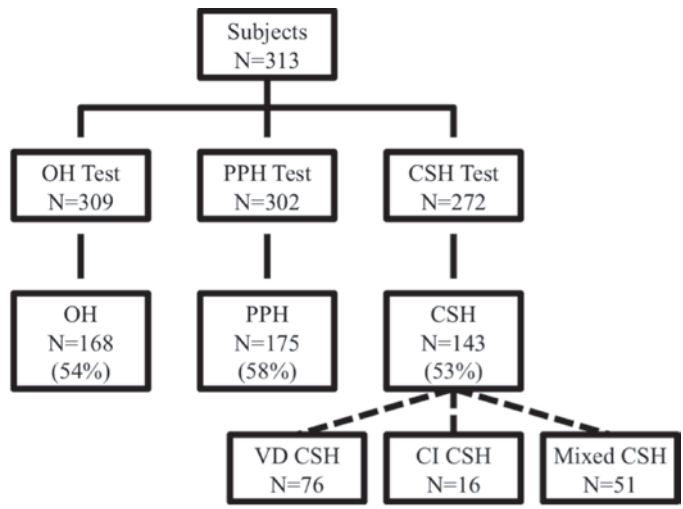 Subjects
N=313
OH Test
N=309
PPH Test
N=302
CSH Test
N=272
OH
N=168
(54%)
PPH
N=175
(58%)
CSH
N=143
(53%)
VD CSH
N=76
CI CSH
N=16
Mixed CSH
N=51